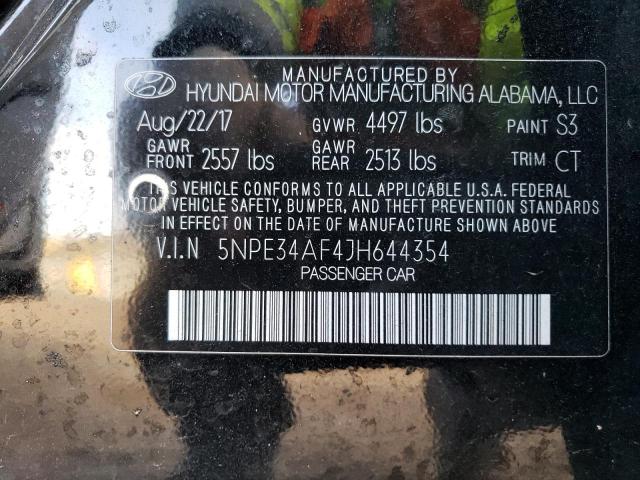 MANUFACTURED BY
HYUNDAI MOTOR MANUFACTURING ALABAMA, LLC
Aug/22/17 GVWR 4497 lbs PAINT S3
GAWR FRONT 2557 lbs GAWR REAR 2513 lbs TRIM CT
THIS VEHICLE CONFORMS TO ALL APPLICABLE U.S.A. FEDERAL
MOTOR VEHICLE SAFETY, BUMPER, AND THEFT PREVENTION STANDARDS
IN EFFECT ON THE DATE OF MANUFACTURE SHOWN ABOVE.
V.I.N 5NPE34AF4JH644354
PASSENGER CAR